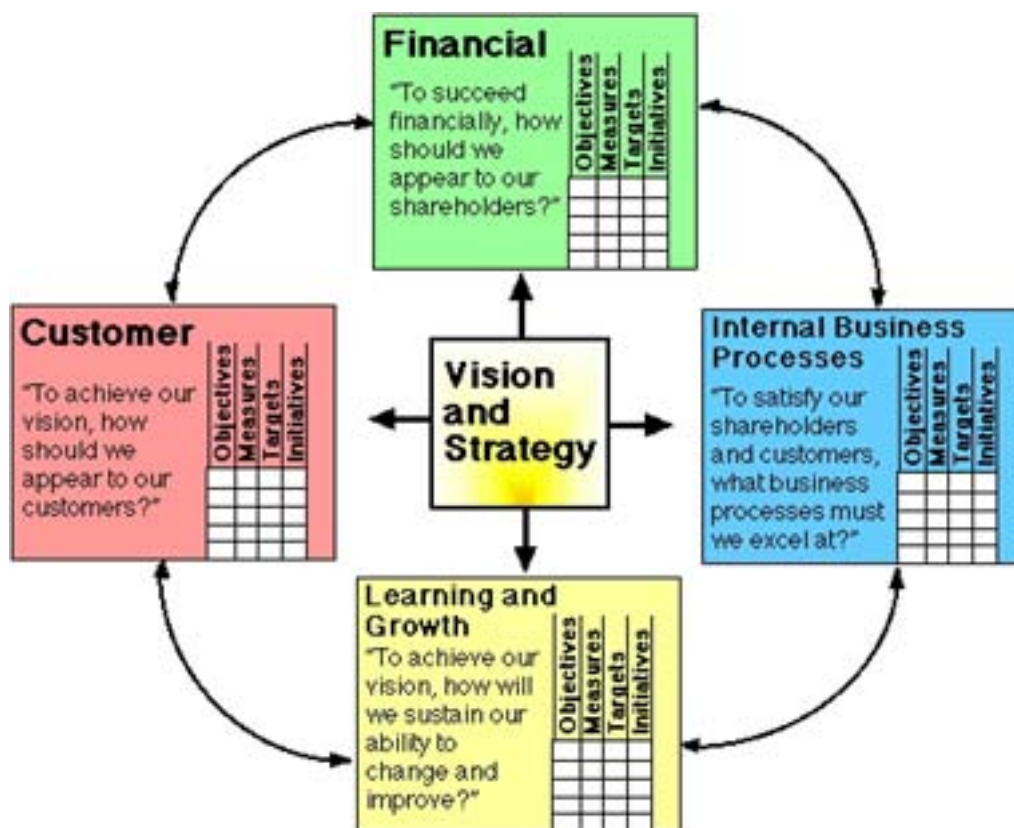 Financial
"To succeed
financially, how
should we
appear to our
shareholders?"
Objectives
Measures
Targets
Initiatives
Customer
"To achieve our
vision, how
should we
appear to our
customers?"
Objectives
Measures
Targets
Initiatives
Vision
and
Strategy
Internal Business
Processes
"To satisfy our
shareholders
and customers,
what business
processes must
we excel at?"
Objectives
Measures
Targets
Initiatives
Learning and
Growth
"To achieve our
vision, how will
we sustain our
ability to
change and
improve?"
Objectives
Measures
Targets
Initiatives